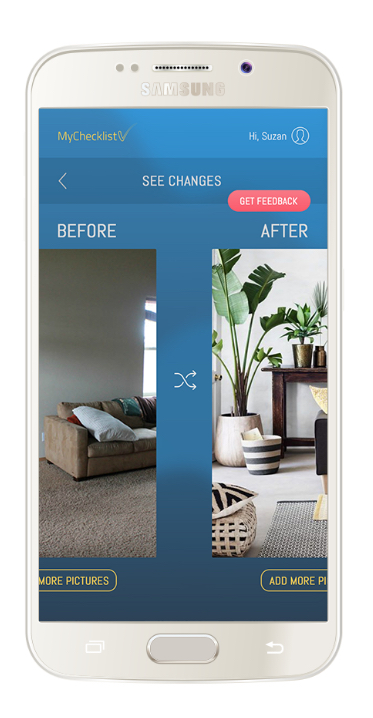 SAMSUNG
MyChecklist
Hi, Suzan
SEE CHANGES
GET FEEDBACK
BEFORE
AFTER
MORE PICTURES
ADD MORE PI